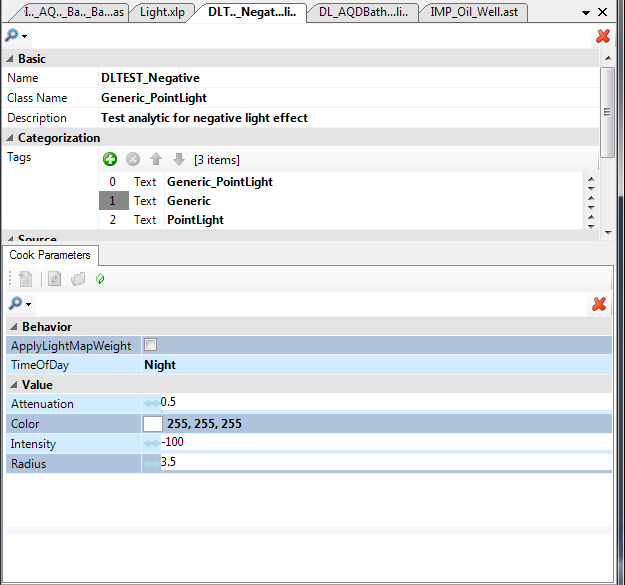 I.._AQ.._Ba.._Ba...as Light.xlp DLT.._Negat...li.. DL_AQDBath...li.. IMP_Oil_Well.ast
Basic
Name DLTEST_Negative
Class Name Generic_PointLight
Description Test analytic for negative light effect
Categorization
Tags [3 items]
0 Text Generic_PointLight
1 Text Generic
2 Text PointLight
Source
Cook Parameters
Behavior
ApplyLightMapWeight
TimeOfDay Night
Value
Attenuation 0.5
Color 255, 255, 255
Intensity -100
Radius 3.5